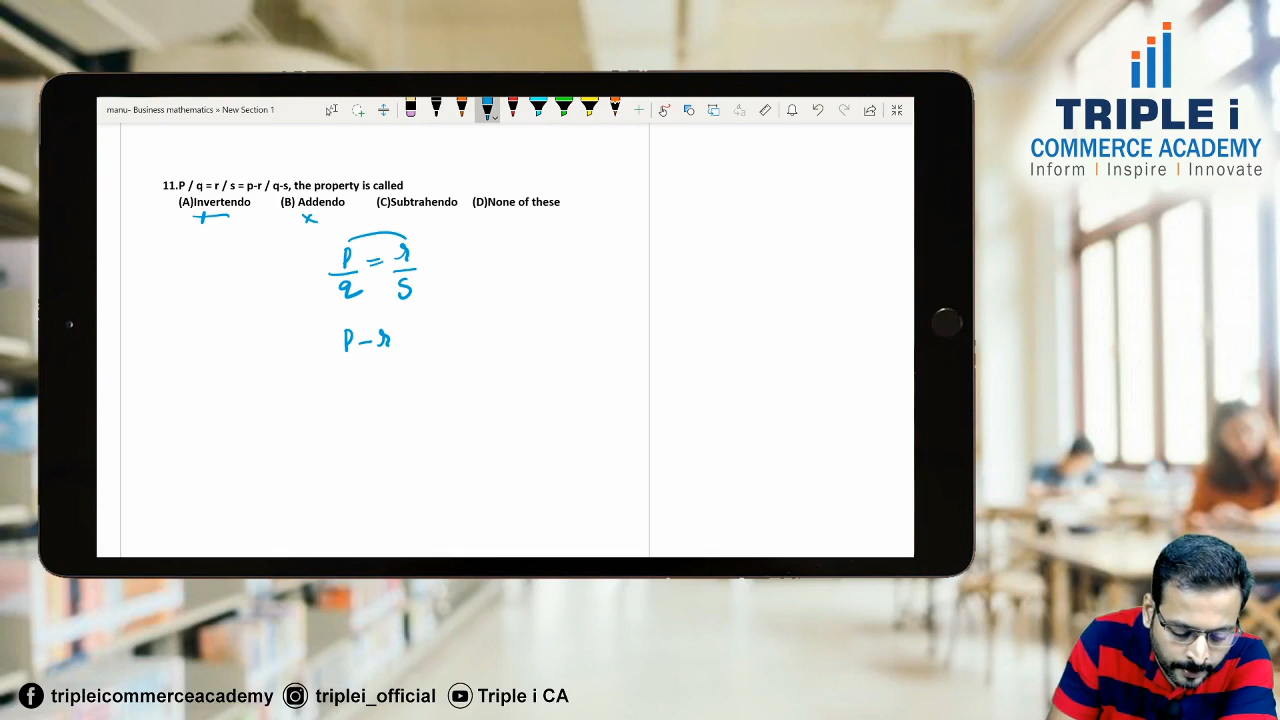 TRIPLE i
COMMERCE ACADEMY
Inform | Inspire | Innovate
manu- Business mathematics » New Section 1
11.P / q = r / s = p-r / q-s, the property is called
(A)Invertendo (B) Addendo (C)Subtrahendo (D)None of these
p = r
q s
P - r
tripleicommerceacademy triplei_official Triple i CA